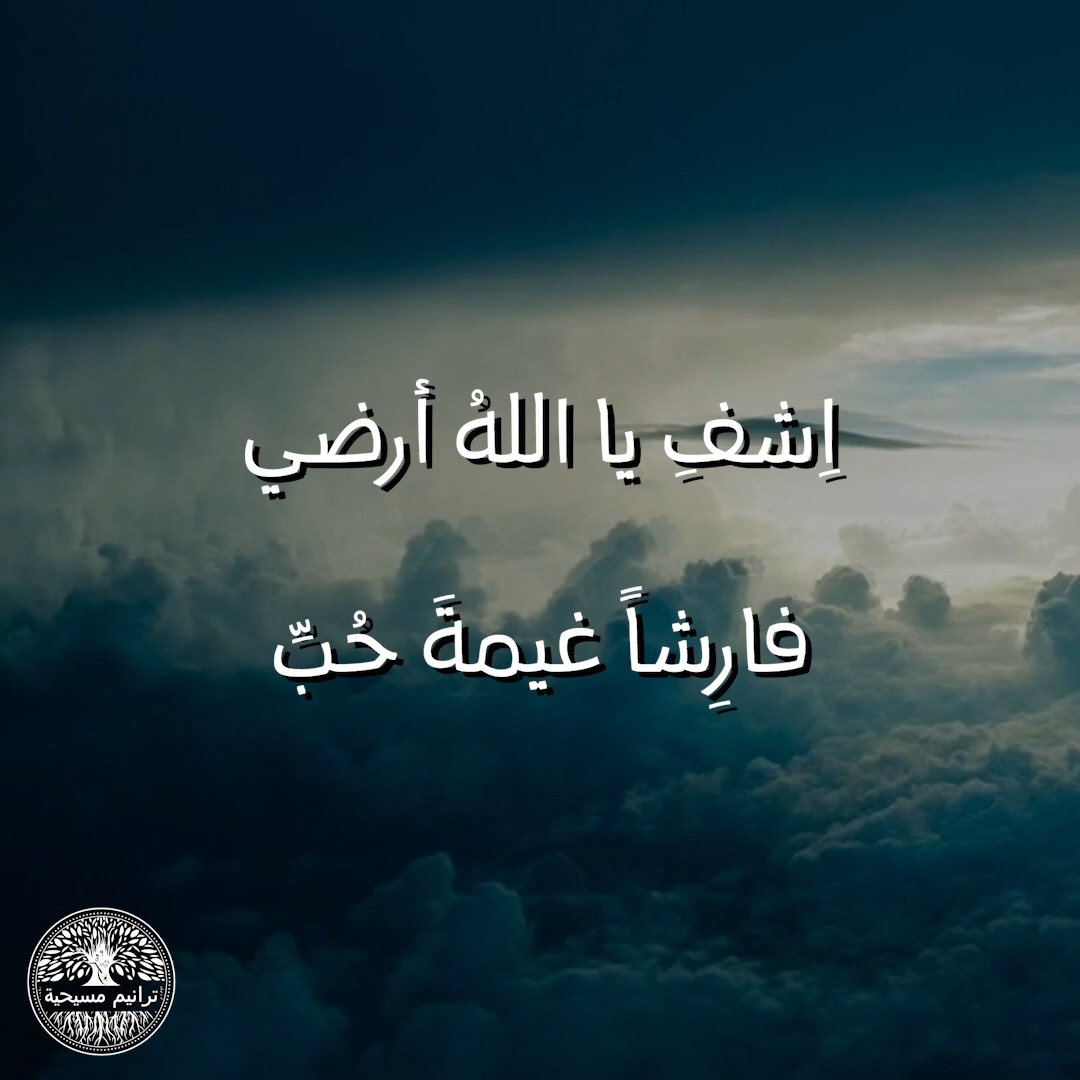 اِشفِ يا اللهُ أرضي
فارِشاً غيمةَ حُبِّ
ترانيم مسيحية